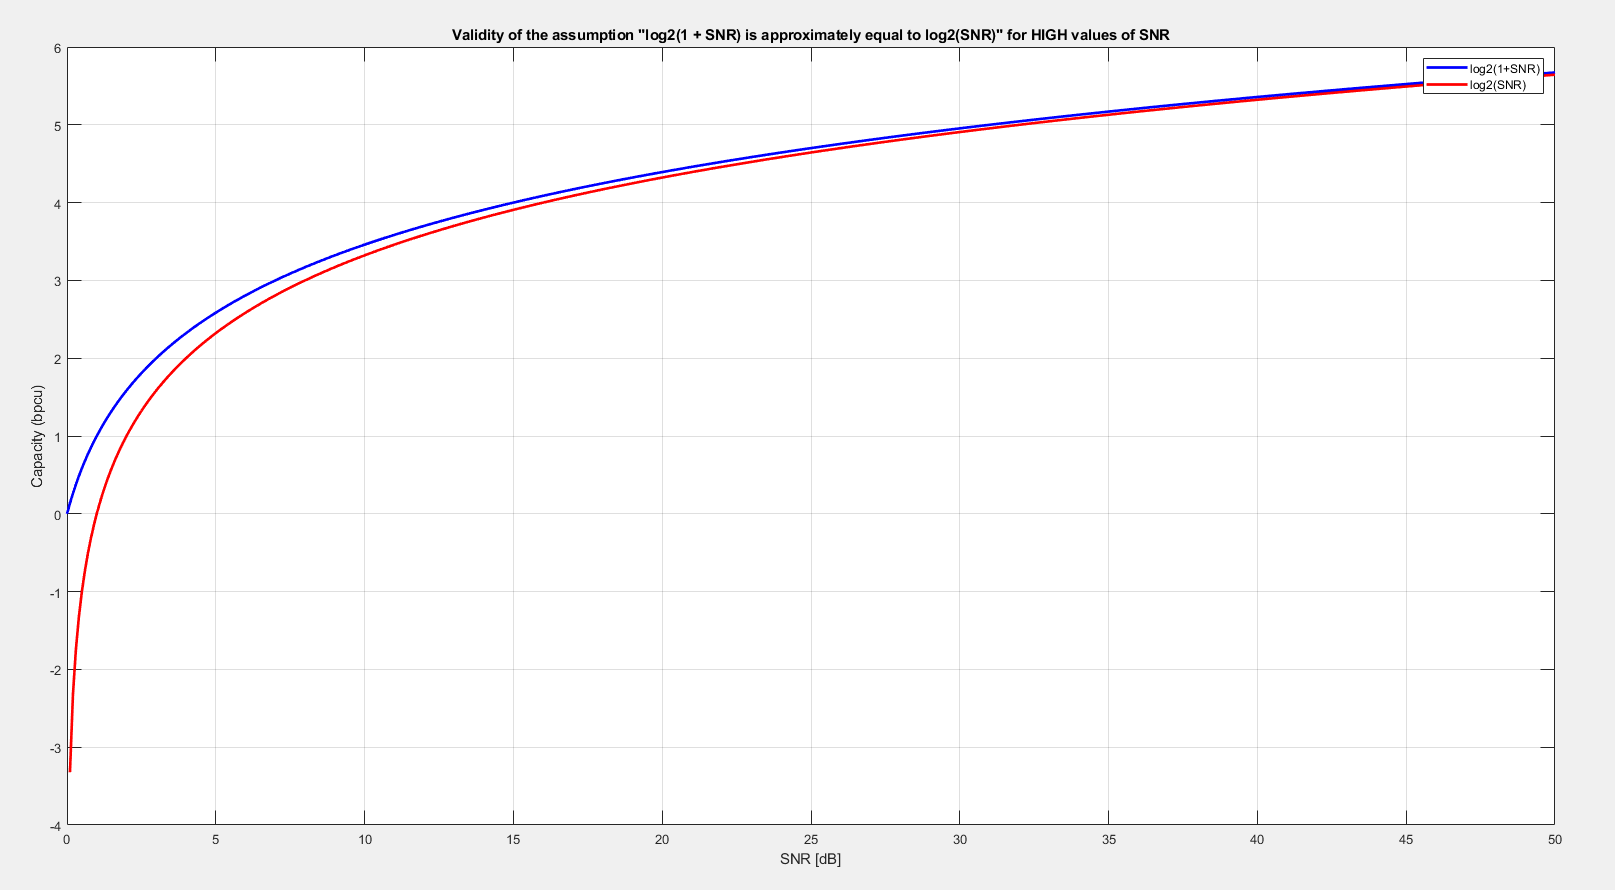 Validity of the assumption "log2(1 + SNR) is approximately equal to log2(SNR)" for HIGH values of SNR
log2(1+SNR)
log2(SNR)
6
5
4
3
2
1
0
-1
-2
-3
-4
Capacity (bpcu)
0 5 10 15 20 25 30 35 40 45 50
SNR [dB]